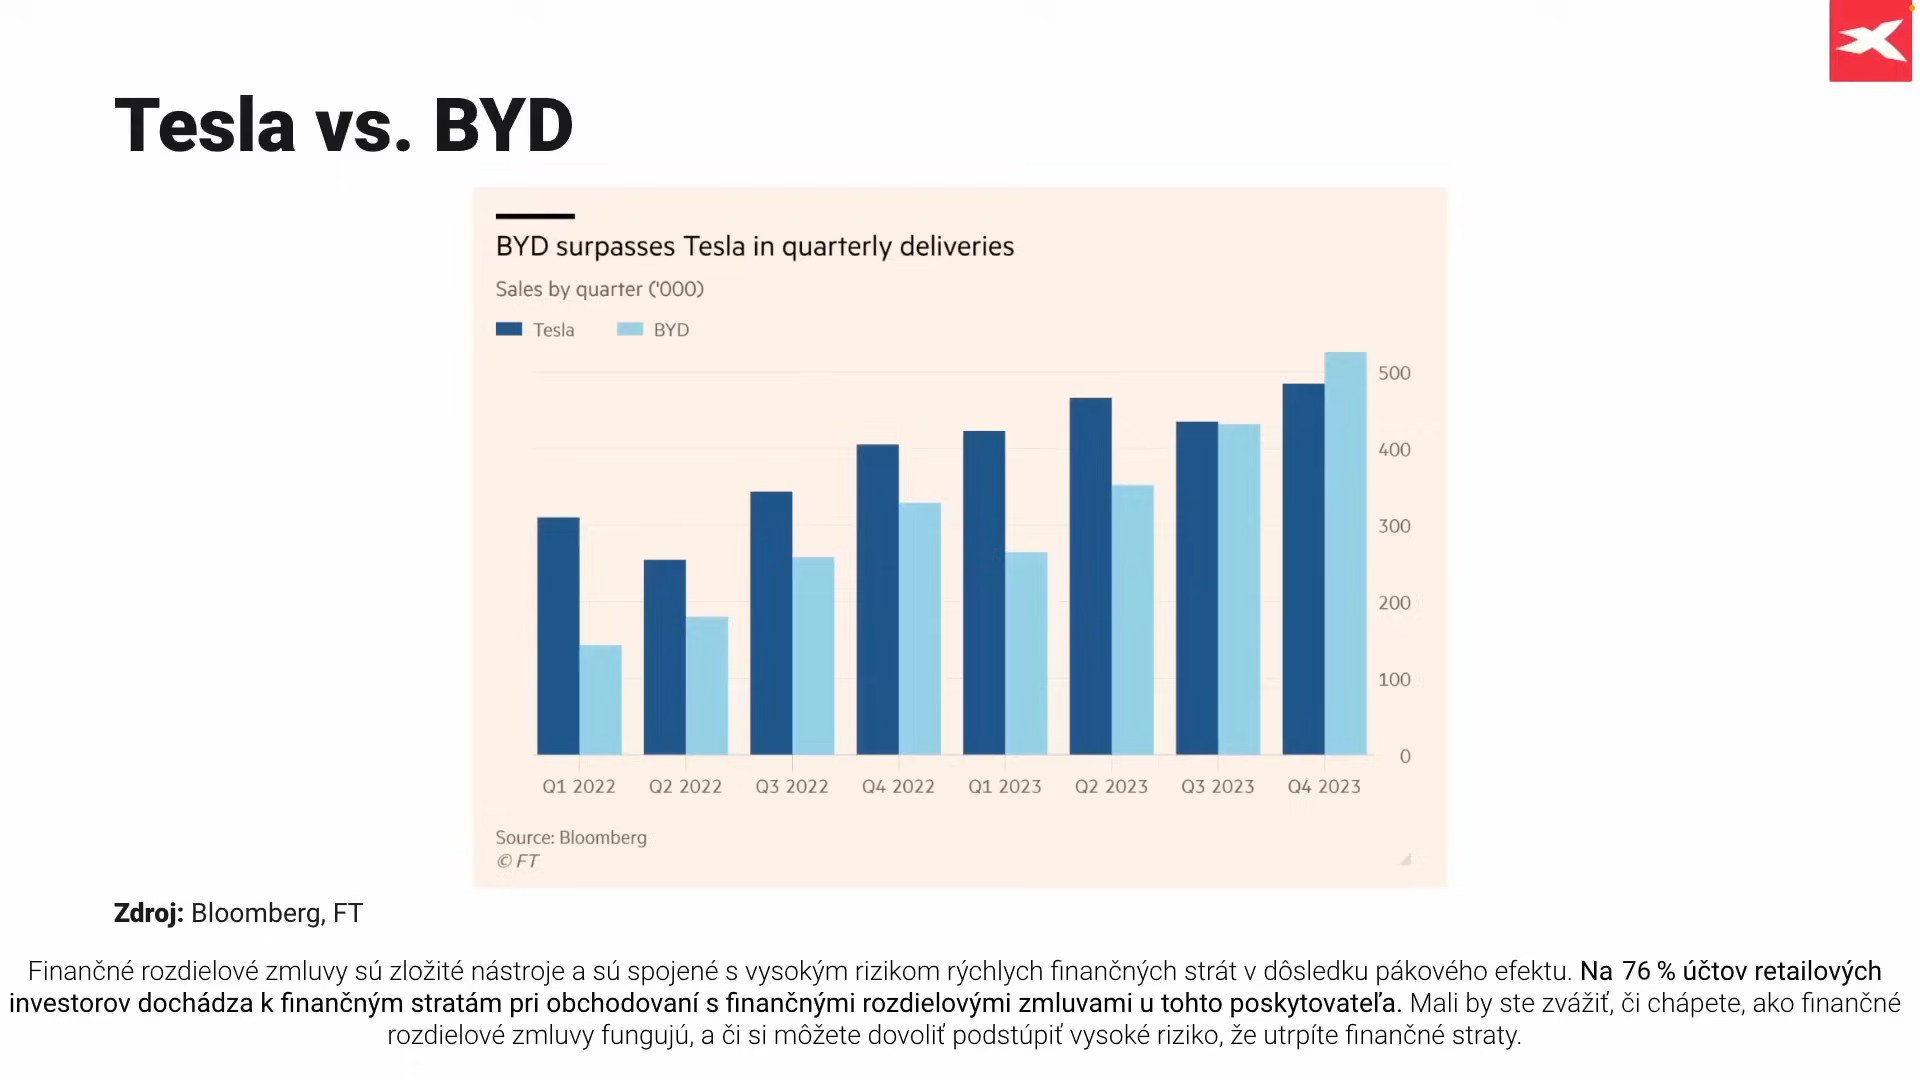 Tesla vs. BYD
BYD surpasses Tesla in quarterly deliveries
Sales by quarter ('000)
Tesla BYD
500
400
300
200
100
0
Q1 2022 Q2 2022 Q3 2022 Q4 2022 Q1 2023 Q2 2023 Q3 2023 Q4 2023
Source: Bloomberg
© FT
Zdroj: Bloomberg, FT
Finančné rozdielové zmluvy sú zložité nástroje a sú spojené s vysokým rizikom rýchlych finančných strát v dôsledku pákového efektu. Na 76 % účtov retailových
investorov dochádza k finančným stratám pri obchodovaní s finančnými rozdielovými zmluvami u tohto poskytovateľa. Mali by ste zvážiť, či chápete, ako finančné
rozdielové zmluvy fungujú, a či si môžete dovoliť podstúpiť vysoké riziko, že utrpíte finančné straty.